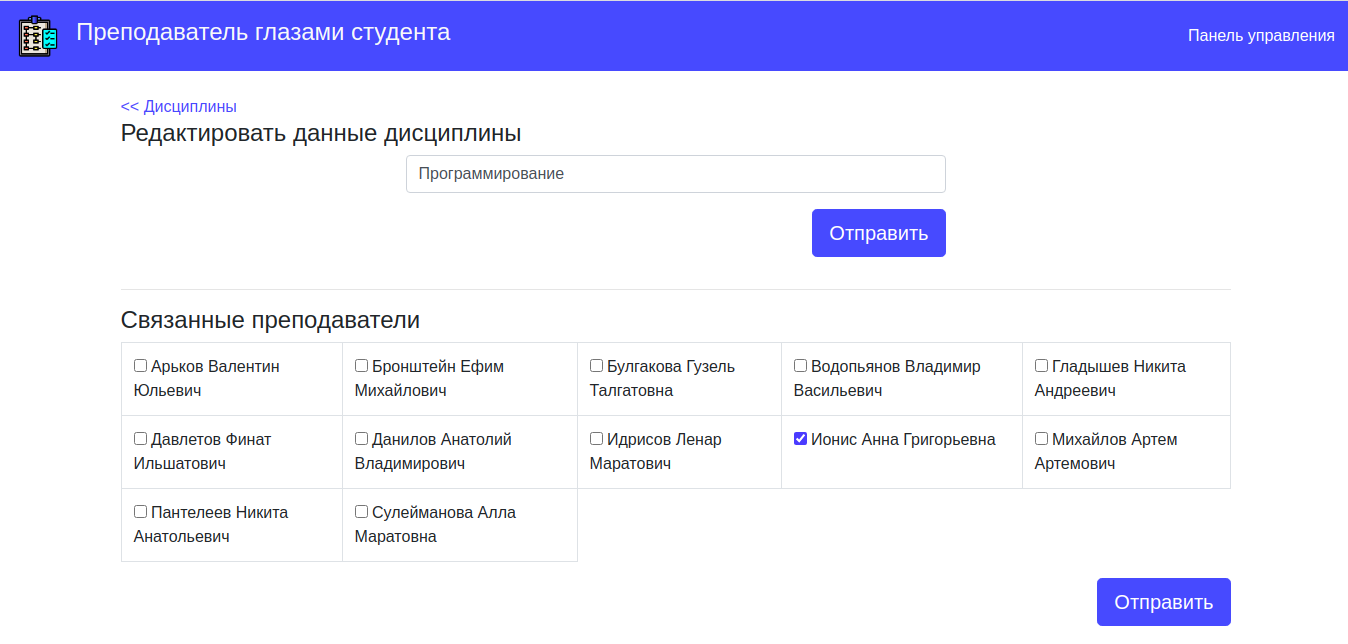 Преподаватель глазами студента
Панель управления
<< Дисциплины
Редактировать данные дисциплины
Программирование
Отправить
Связанные преподаватели
Арьков Валентин
Юльевич
Бронштейн Ефим
Михайлович
Булгакова Гузель
Талгатовна
Водопьянов Владимир
Васильевич
Гладышев Никита
Андреевич
Давлетов Финат
Ильшатович
Данилов Анатолий
Владимирович
Идрисов Ленар
Маратович
Ионис Анна Григорьевна
Михайлов Артем
Артемович
Пантелеев Никита
Анатольевич
Сулейманова Алла
Маратовна
Отправить